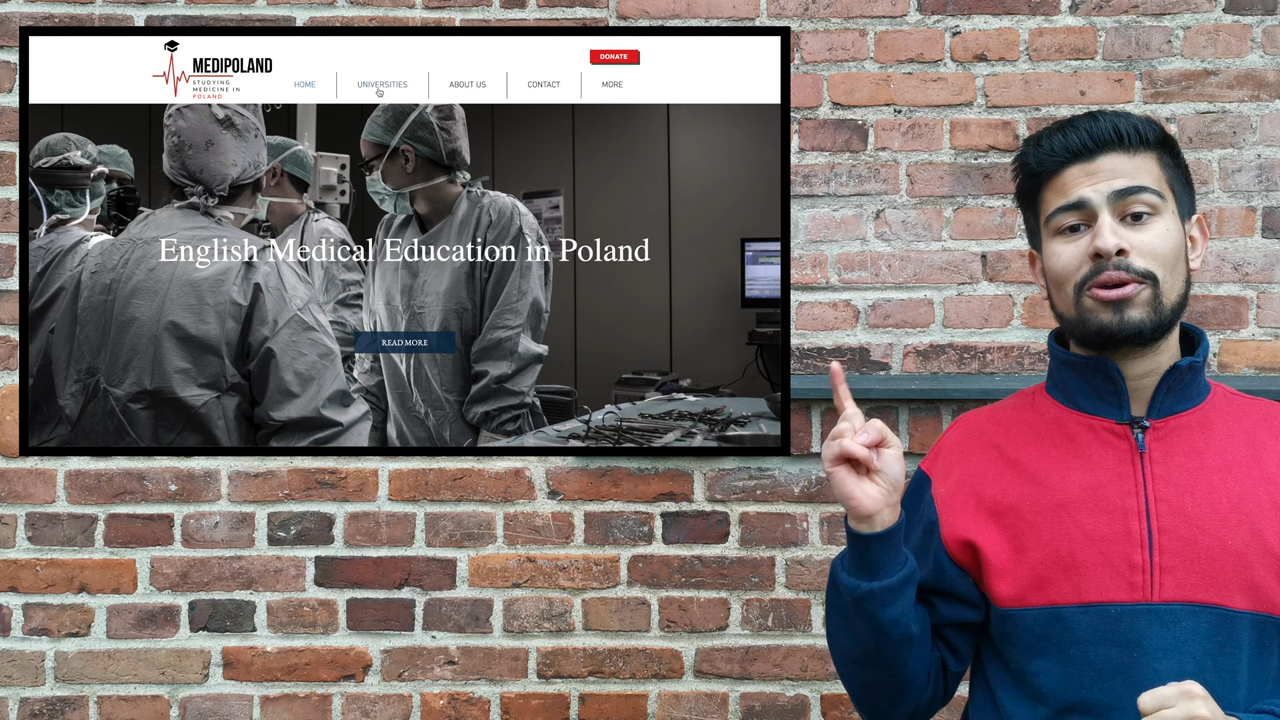 DONATE
MEDIPOLAND
STUDYING
MEDICINE IN
POLAND
HOME
UNIVERSITIES
ABOUT US
CONTACT
MORE
English Medical Education in Poland
READ MORE